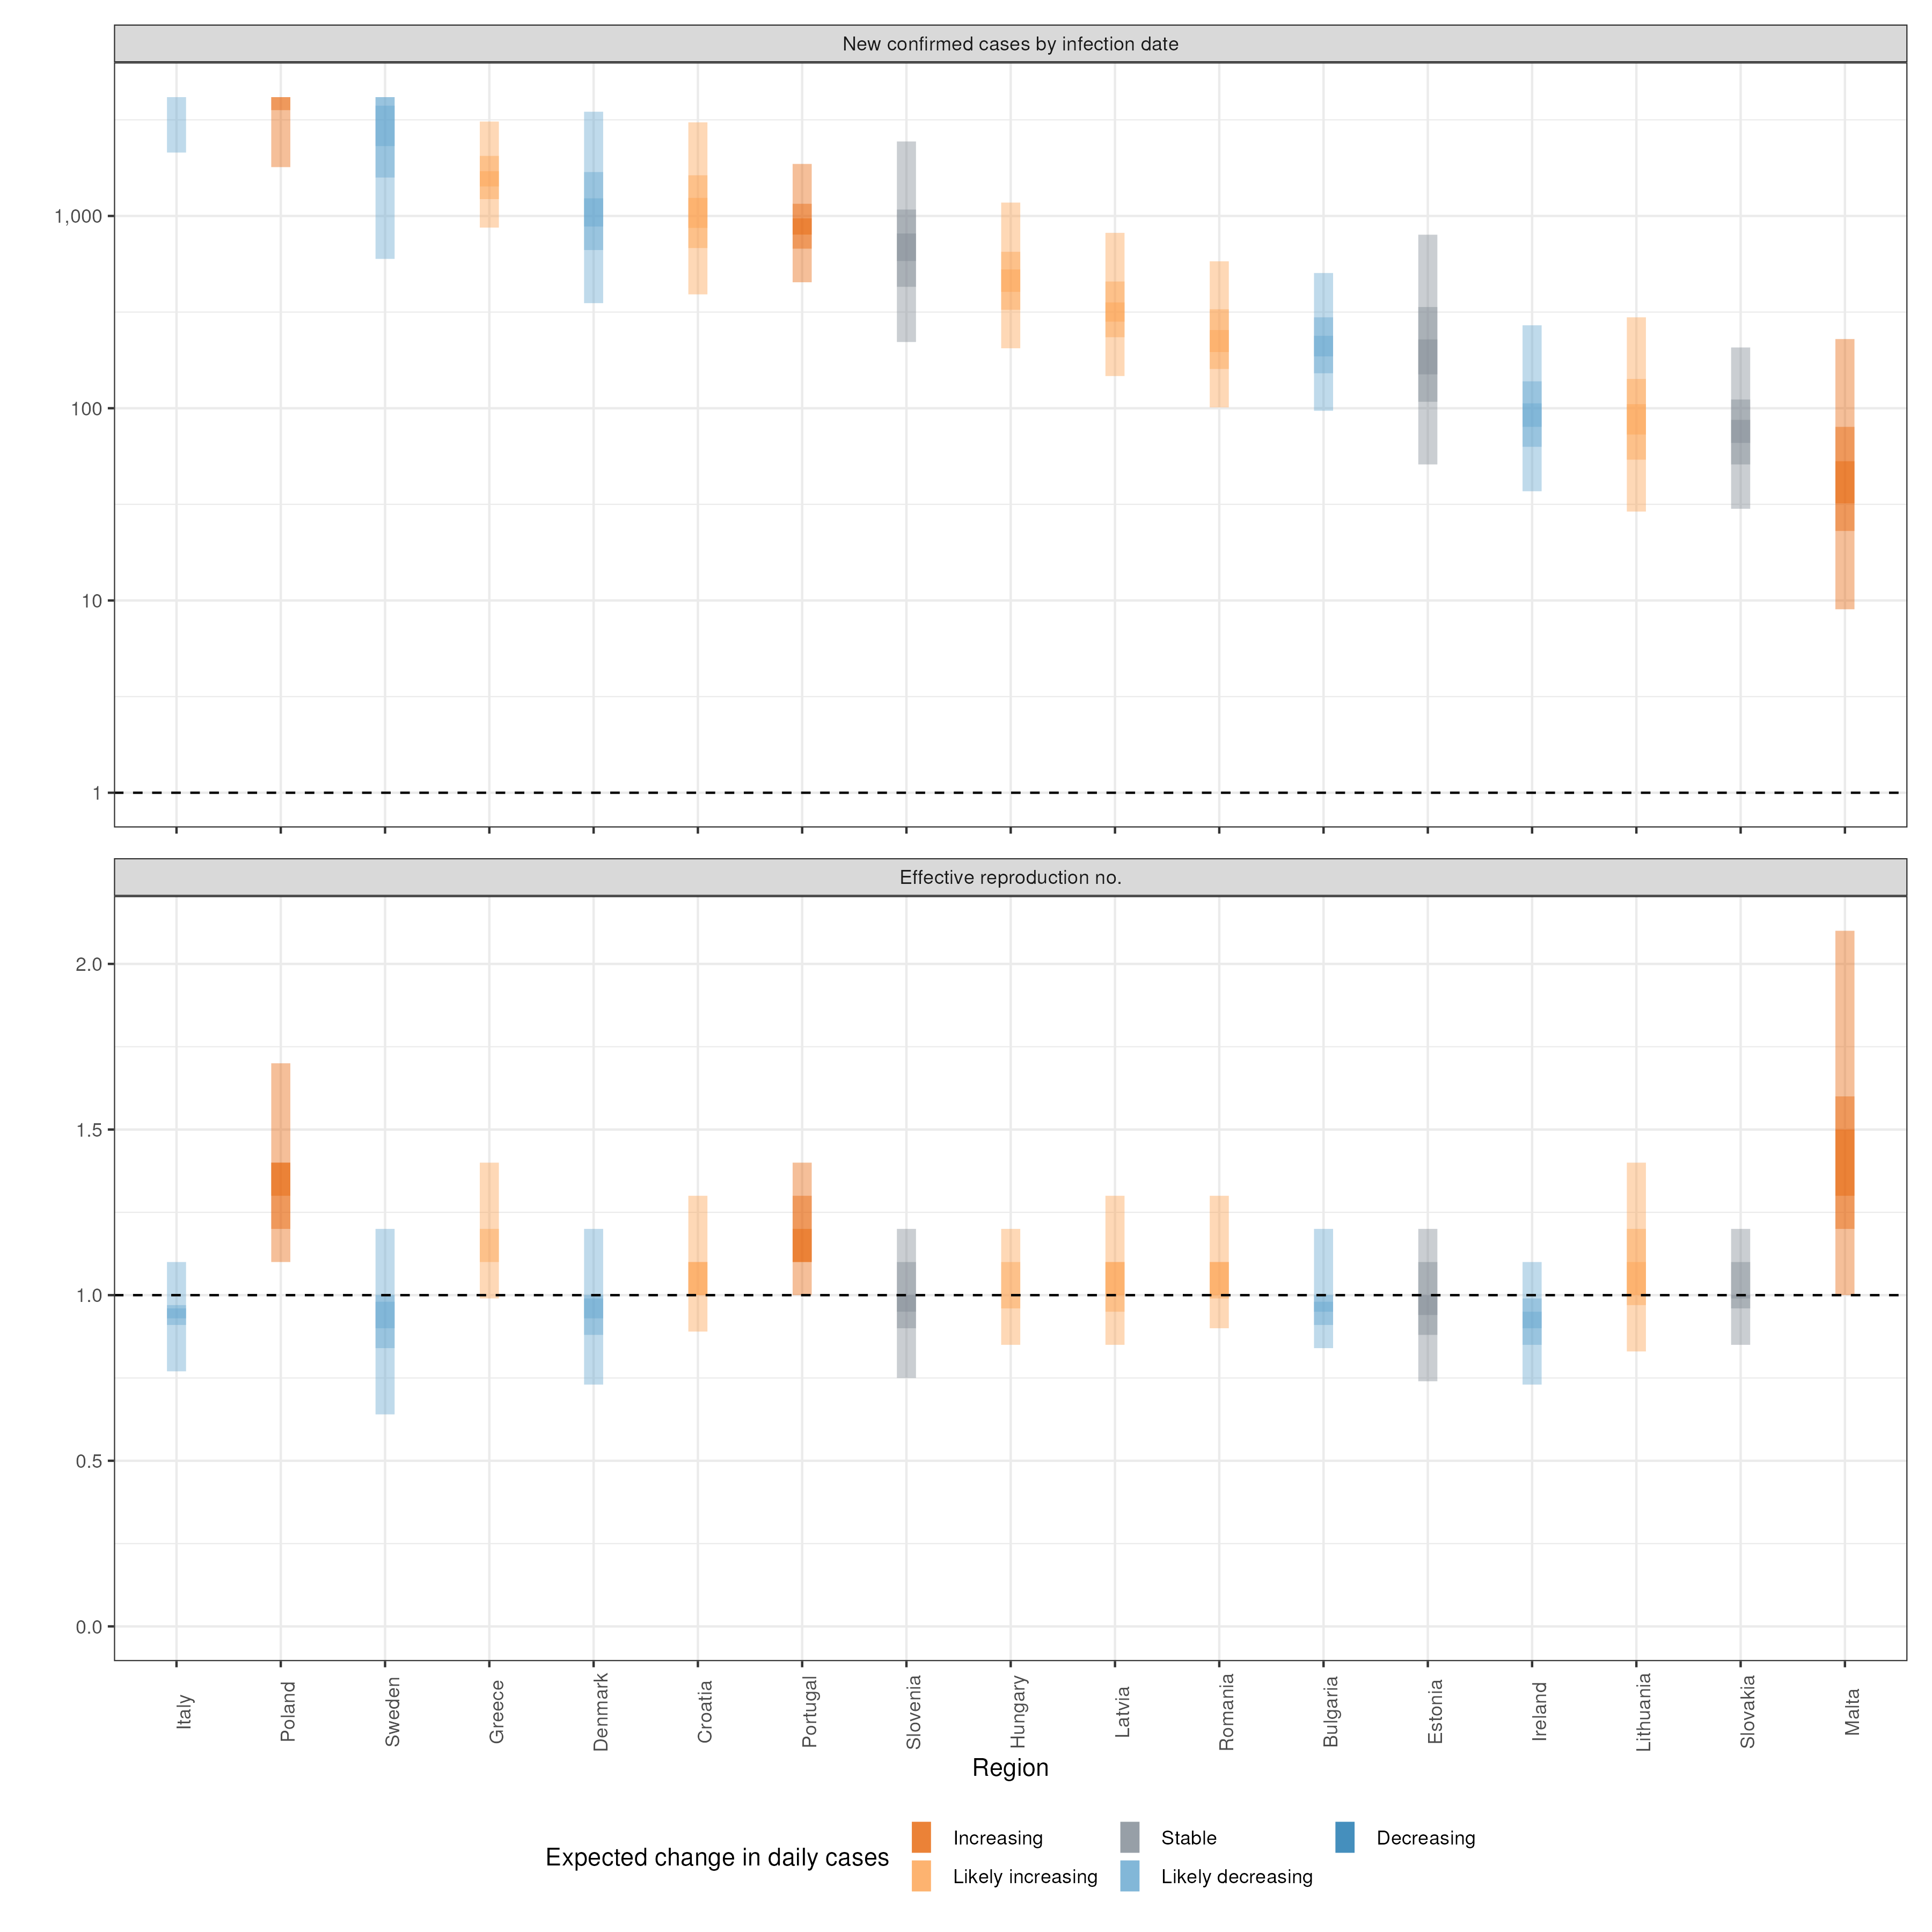 New confirmed cases by infection date
1,000
100
10
1
Effective reproduction no.
2.0
1.5
1.0
0.5
0.0
Italy
Poland
Sweden
Greece
Denmark
Croatia
Portugal
Slovenia
Hungary
Latvia
Romania
Bulgaria
Estonia
Ireland
Lithuania
Slovakia
Malta
Region
Expected change in daily cases
Increasing
Likely increasing
Stable
Likely decreasing
Decreasing